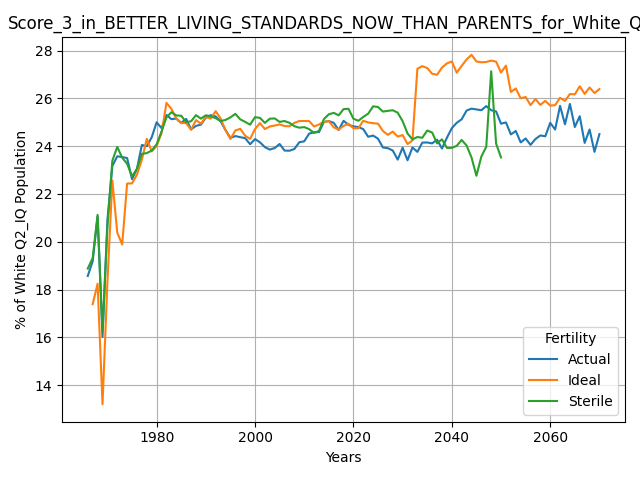 Score_3_in_BETTER_LIVING_STANDARDS_NOW_THAN_PARENTS_for_White_Q
28
26
24
22
20
18
16
14
% of White Q2_IQ Population
1980
2000
2020
2040
2060
Years
Fertility
Actual
Ideal
Sterile